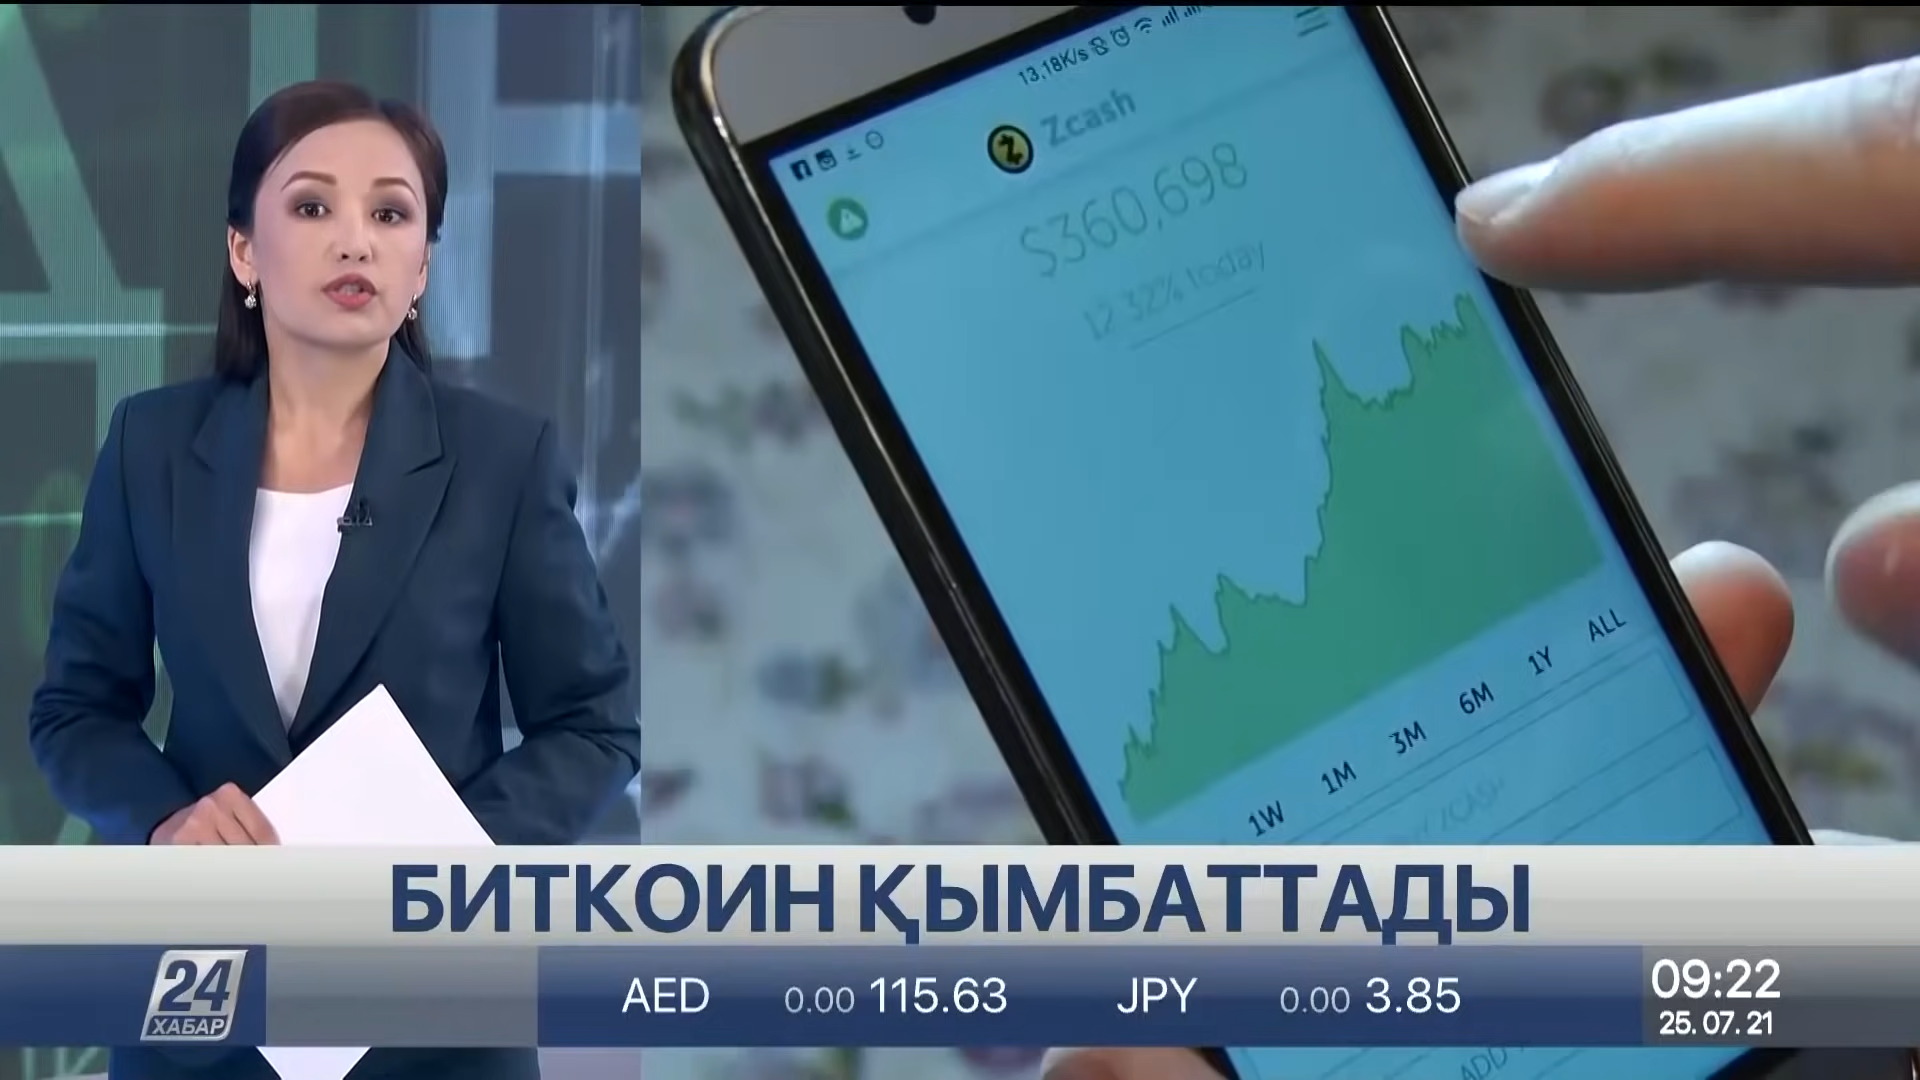 13,18K/s
Zcash
$360,698
12.32% today
1W 1M 3M 6M 1Y ALL
БИТКОИН ҚЫМБАТТАДЫ
24
ХАБАР
AED 0.00 115.63 JPY 0.00 3.85
09:22
25. 07. 21
ADD